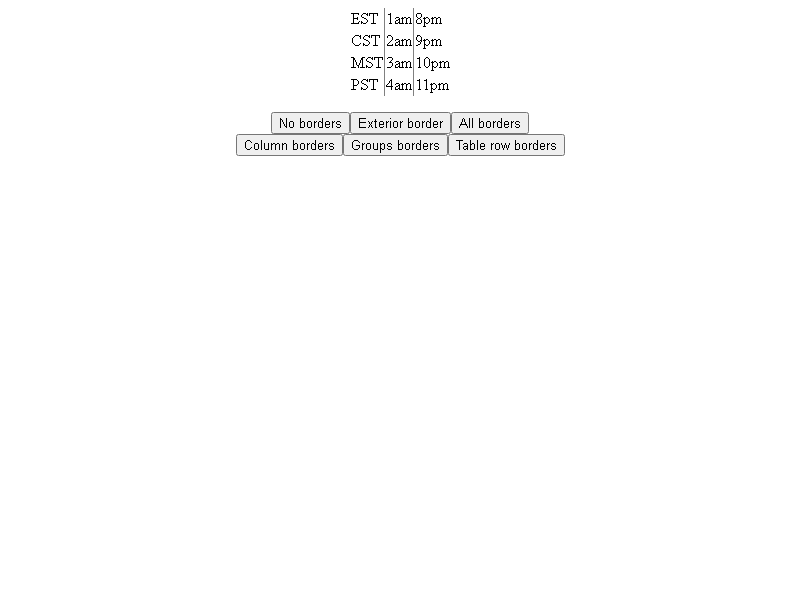 EST 1am 8pm
CST 2am 9pm
MST 3am 10pm
PST 4am 11pm
No borders Exterior border All borders
Column borders Groups borders Table row borders